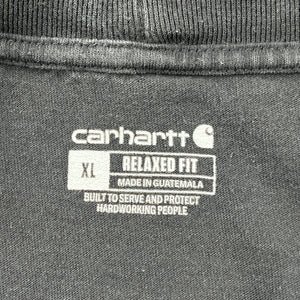 carhartt
XL RELAXED FIT
MADE IN GUATEMALA
BUILT TO SERVE AND PROTECT
HARDWORKING PEOPLE